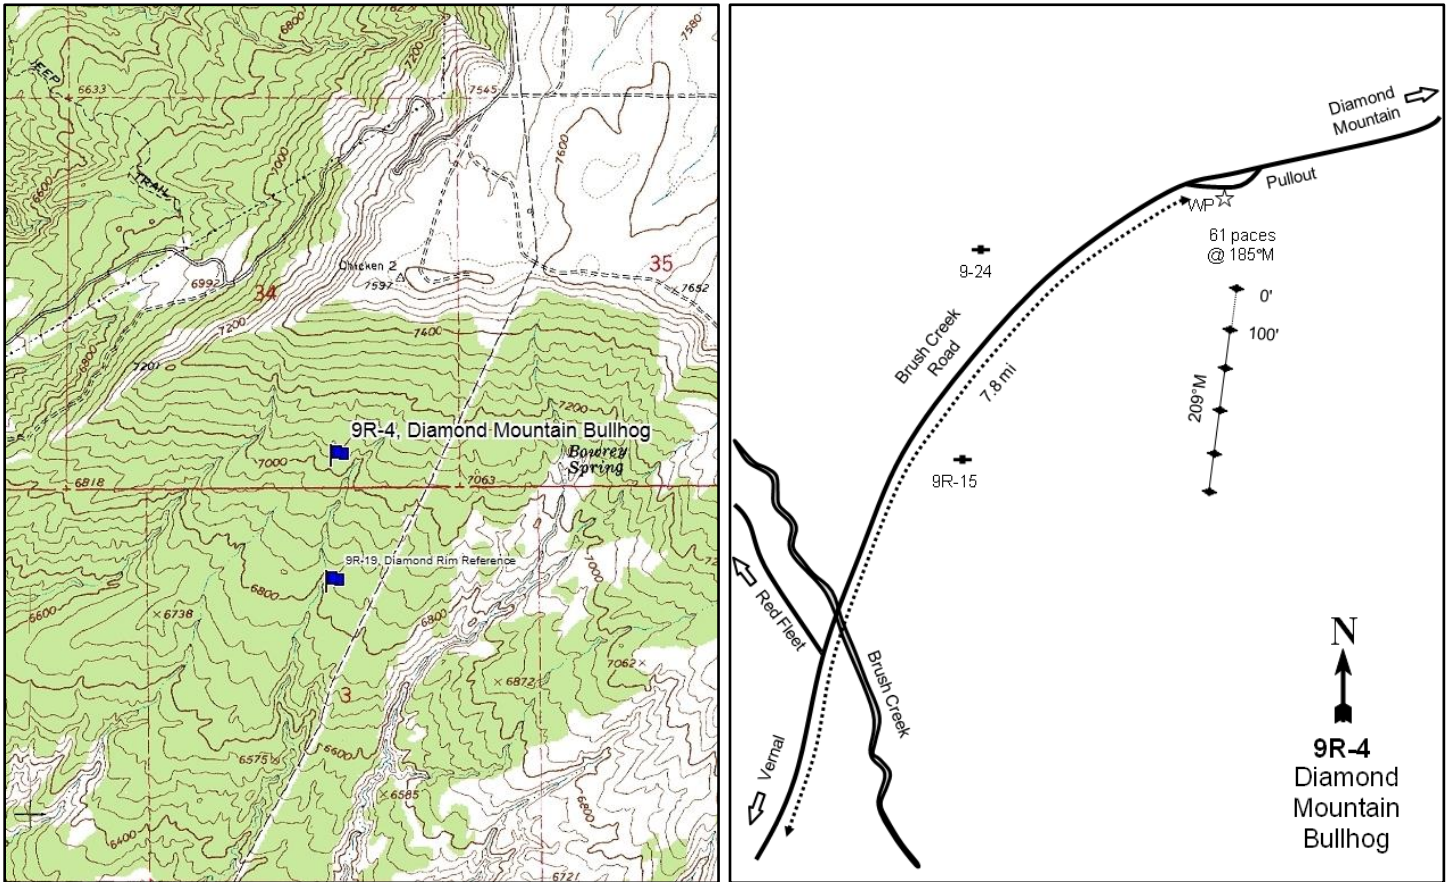 7182
6800
7580
7200
JEEP
6633
7545
7000
7600
TRAIL
6600
35
Chicken 2
7597
6992
34
7652
7200
7400
6800
7201
7200
9R-4, Diamond Mountain Bullhog
Bowrey
Spring
7000
6818
7063
9R-19, Diamond Rim Reference
7000
6800
6600
6738
6800
7062
6872
3
6600
6575
6585
6800
6400
6721
Diamond
Mountain
Pullout
WP
61 paces
@ 185°M
9-24
0'
100'
Brush Creek
Road
7.8 mi
209°M
9R-15
Red Fleet
Brush Creek
Vernal
N
9R-4
Diamond
Mountain
Bullhog